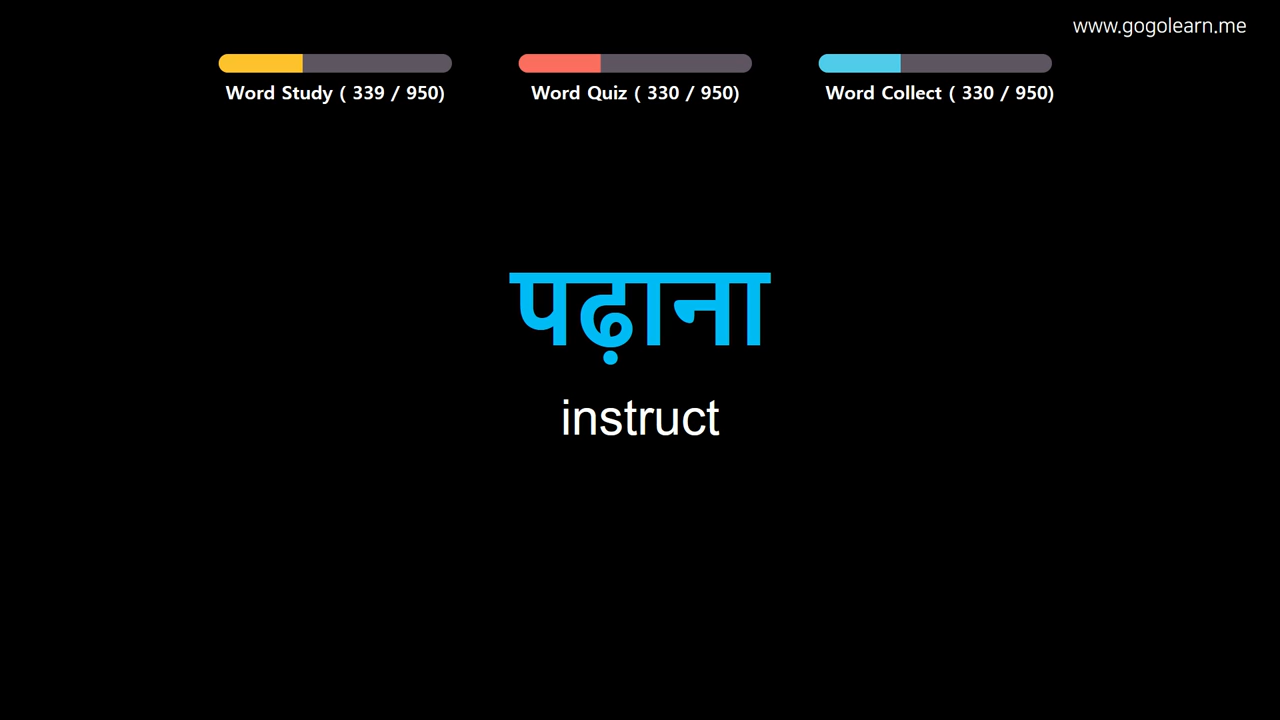 www.gogolearn.me
Word Study ( 339 / 950)
Word Quiz ( 330 / 950)
Word Collect ( 330 / 950)
पढ़ाना
instruct